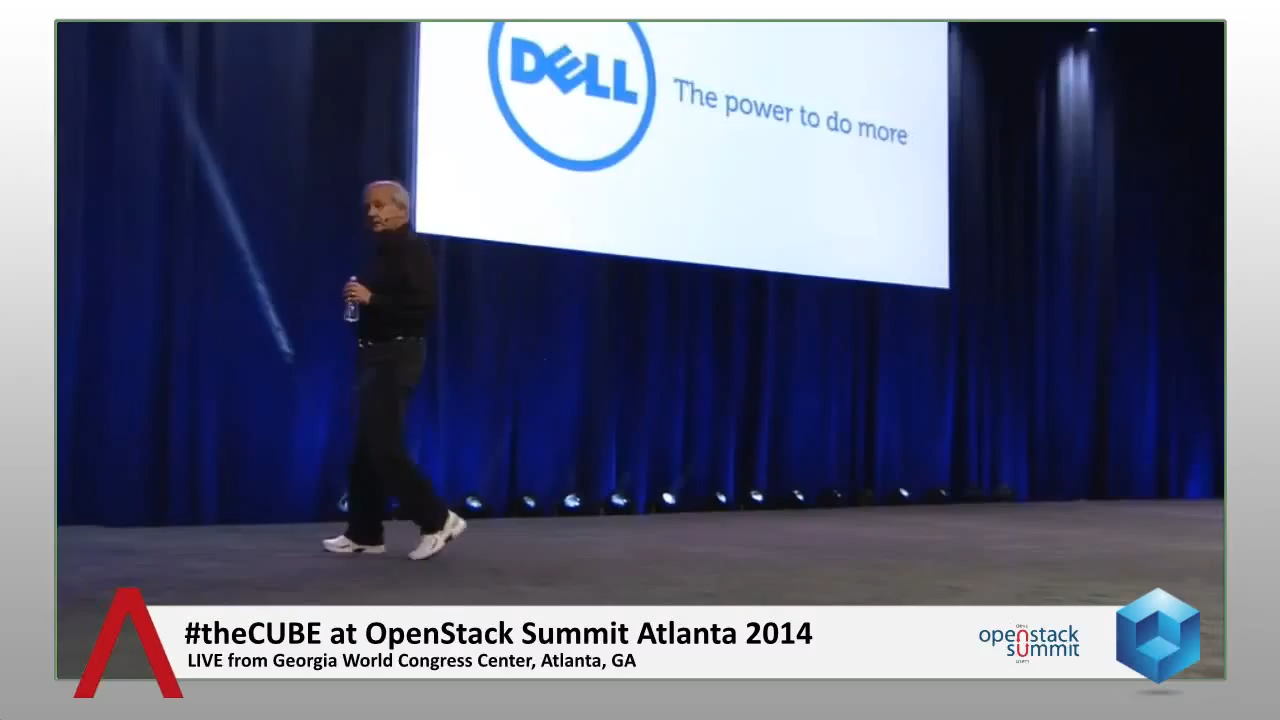 DELL
The power to do more
#theCUBE at OpenStack Summit Atlanta 2014
LIVE from Georgia World Congress Center, Atlanta, GA
openstack
summit